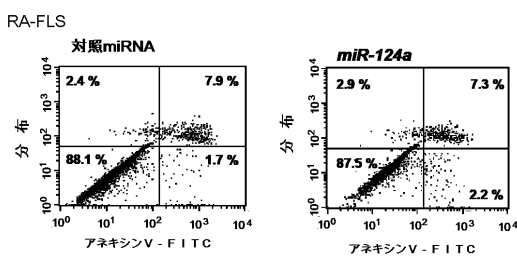 RA-FLS
対照miRNA
miR-124a
10⁴
10³
10²
10¹
10⁰
分布
2.4 %
7.9 %
88.1 %
1.7 %
10⁰ 10¹ 10² 10³ 10⁴
アネキシンV-FITC
10⁴
10³
10²
10¹
10⁰
分布
2.9 %
7.3 %
87.5 %
2.2 %
10⁰ 10¹ 10² 10³ 10⁴
アネキシンV-FITC